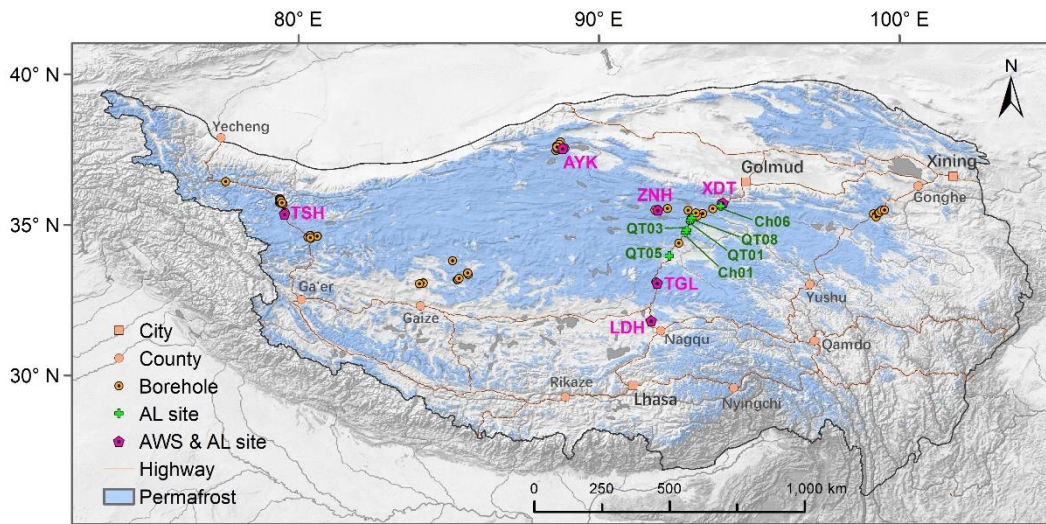 80° E 90° E 100° E
40° N
N
Yecheng
AYK
Golmud
Xining
ZNH XDT
Gonghe
35° N
TSH
Ch06
QT03
QT08
QT05
QT01
Ch01
Ga'er
TGL
Yushu
Gaize
LDH
Nagqu
Qamdo
City
County
30° N
Borehole
Rikaze
Lhasa
Nyingchi
AL site
AWS & AL site
Highway
Permafrost
0 250 500 1,000 km